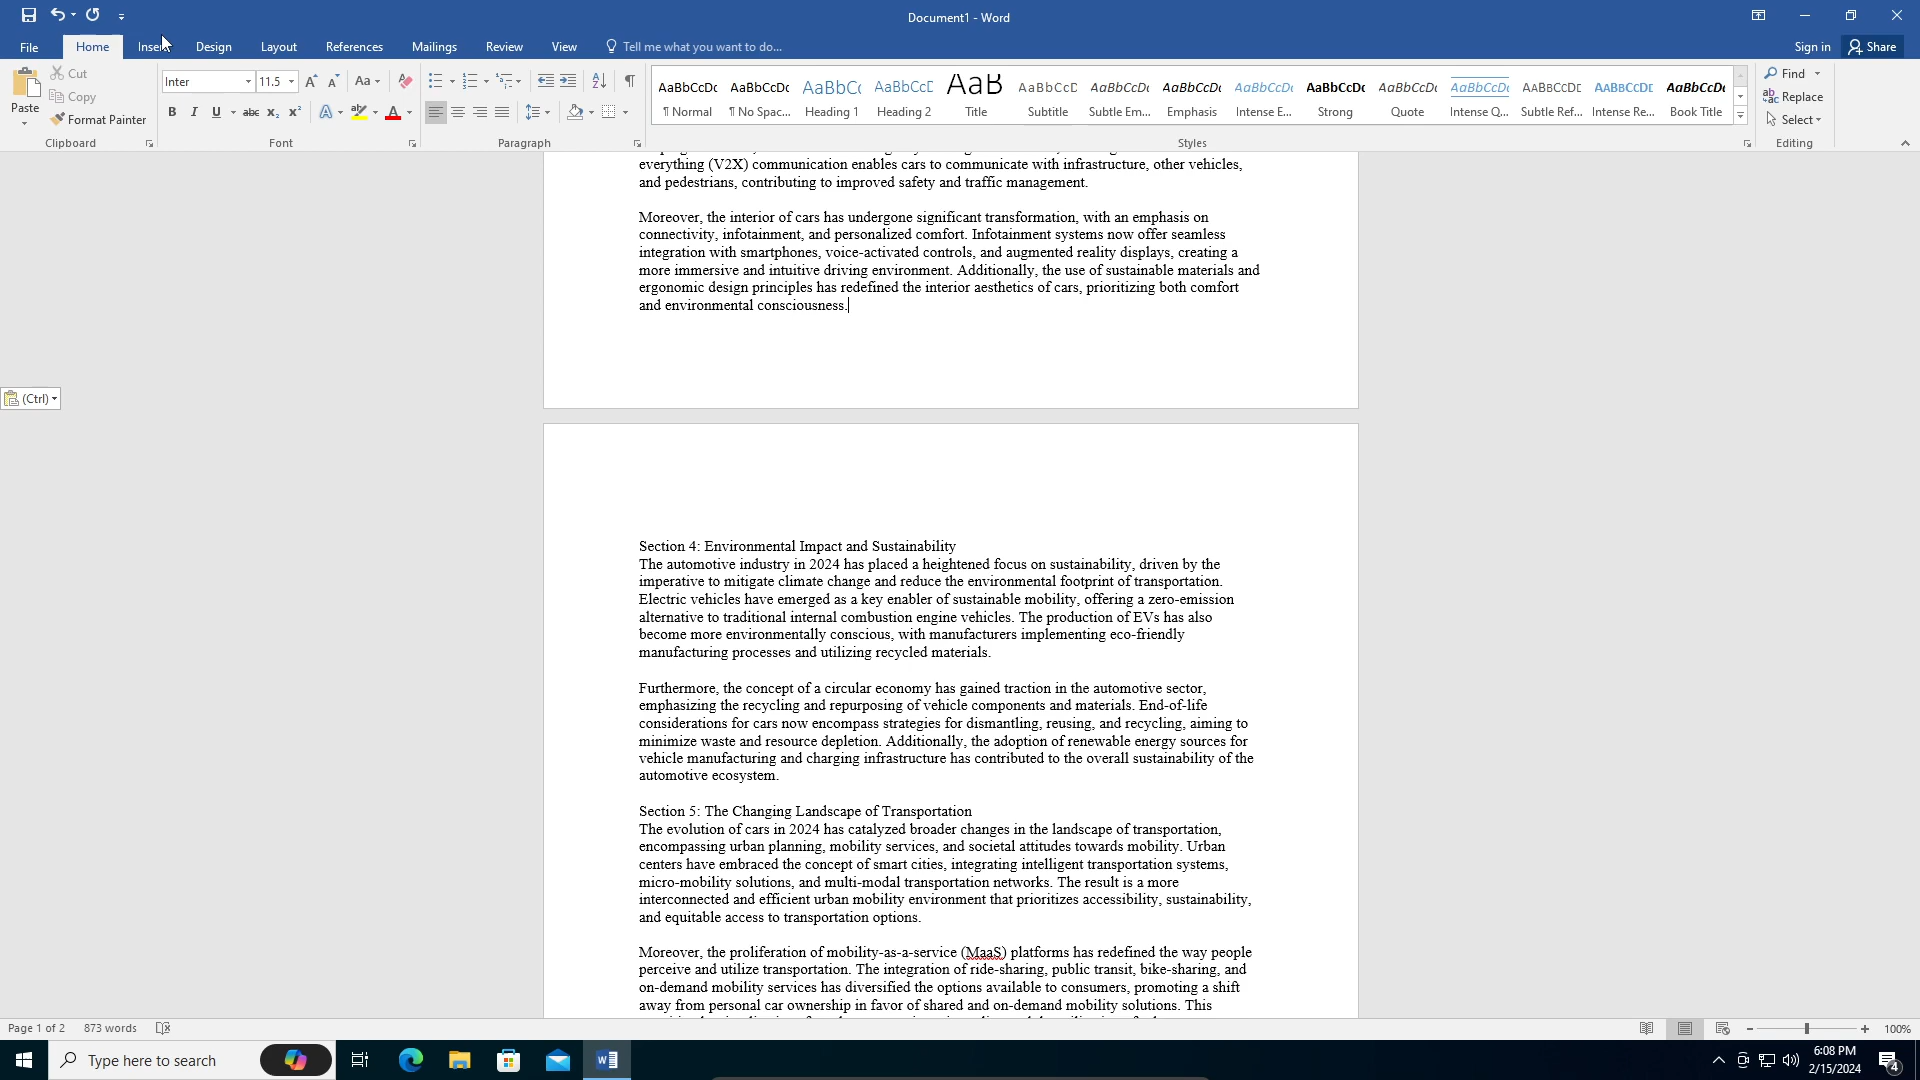 Document1 - Word
File
Home
Insert
Design
Layout
References
Mailings
Review
View
Tell me what you want to do...
Sign in
Share
Paste
Cut
Copy
Format Painter
Clipboard
Inter
11.5
Aa
B I U abc X₂ X²
Font
Paragraph
AaBbCcDc
¶ Normal
AaBbCcDc
¶ No Spac...
AaBbCc
Heading 1
AaBbCcE
Heading 2
AaB
Title
AaBbCcD
Subtitle
AaBbCcDc
Subtle Em...
AaBbCcDc
Emphasis
AaBbCcDc
Intense E...
AaBbCcDc
Strong
AaBbCcDc
Quote
AaBbCcDc
Intense Q...
AABBCCDE
Subtle Ref...
AABBCCDE
Intense Re...
AaBbCcDc
Book Title
Styles
Find
Replace
Select
Editing
everything (V2X) communication enables cars to communicate with infrastructure, other vehicles,
and pedestrians, contributing to improved safety and traffic management.
Moreover, the interior of cars has undergone significant transformation, with an emphasis on
connectivity, infotainment, and personalized comfort. Infotainment systems now offer seamless
integration with smartphones, voice-activated controls, and augmented reality displays, creating a
more immersive and intuitive driving environment. Additionally, the use of sustainable materials and
ergonomic design principles has redefined the interior aesthetics of cars, prioritizing both comfort
and environmental consciousness.
(Ctrl)
Section 4: Environmental Impact and Sustainability
The automotive industry in 2024 has placed a heightened focus on sustainability, driven by the
imperative to mitigate climate change and reduce the environmental footprint of transportation.
Electric vehicles have emerged as a key enabler of sustainable mobility, offering a zero-emission
alternative to traditional internal combustion engine vehicles. The production of EVs has also
become more environmentally conscious, with manufacturers implementing eco-friendly
manufacturing processes and utilizing recycled materials.
Furthermore, the concept of a circular economy has gained traction in the automotive sector,
emphasizing the recycling and repurposing of vehicle components and materials. End-of-life
considerations for cars now encompass strategies for dismantling, reusing, and recycling, aiming to
minimize waste and resource depletion. Additionally, the adoption of renewable energy sources for
vehicle manufacturing and charging infrastructure has contributed to the overall sustainability of the
automotive ecosystem.
Section 5: The Changing Landscape of Transportation
The evolution of cars in 2024 has catalyzed broader changes in the landscape of transportation,
encompassing urban planning, mobility services, and societal attitudes towards mobility. Urban
centers have embraced the concept of smart cities, integrating intelligent transportation systems,
micro-mobility solutions, and multi-modal transportation networks. The result is a more
interconnected and efficient urban mobility environment that prioritizes accessibility, sustainability,
and equitable access to transportation options.
Moreover, the proliferation of mobility-as-a-service (MaaS) platforms has redefined the way people
perceive and utilize transportation. The integration of ride-sharing, public transit, bike-sharing, and
on-demand mobility services has diversified the options available to consumers, promoting a shift
away from personal car ownership in favor of shared and on-demand mobility solutions. This
Page 1 of 2
873 words
100%
Type here to search
6:08 PM
2/15/2024
4